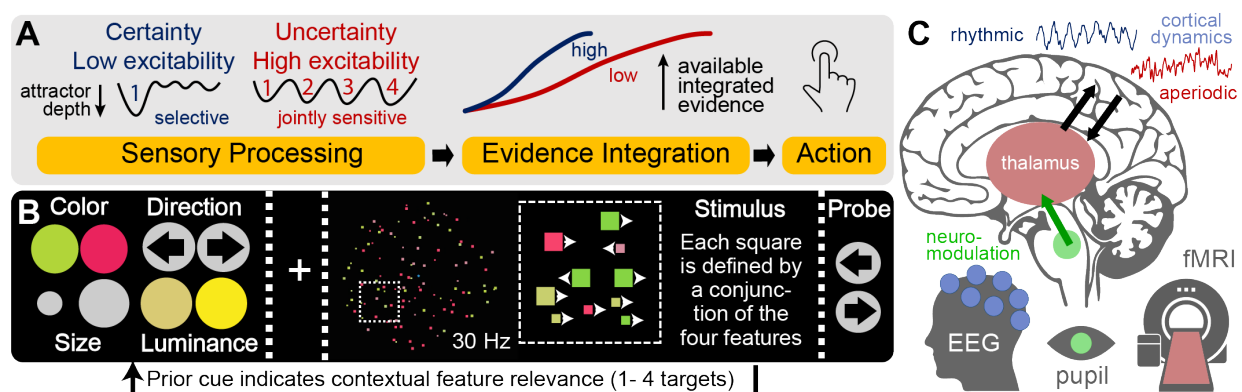 A
Certainty
Low excitability
attractor
depth
1
selective
Uncertainty
High excitability
1 2 3 4
jointly sensitive
high
low
available
integrated
evidence
Sensory Processing
Evidence Integration
Action
B
Color
Direction
Size
Luminance
+
30 Hz
Stimulus
Each square
is defined by
a conjunc-
tion of the
four features
Probe
Prior cue indicates contextual feature relevance (1- 4 targets)
C
rhythmic
cortical
dynamics
aperiodic
thalamus
neuro-
modulation
fMRI
EEG
pupil